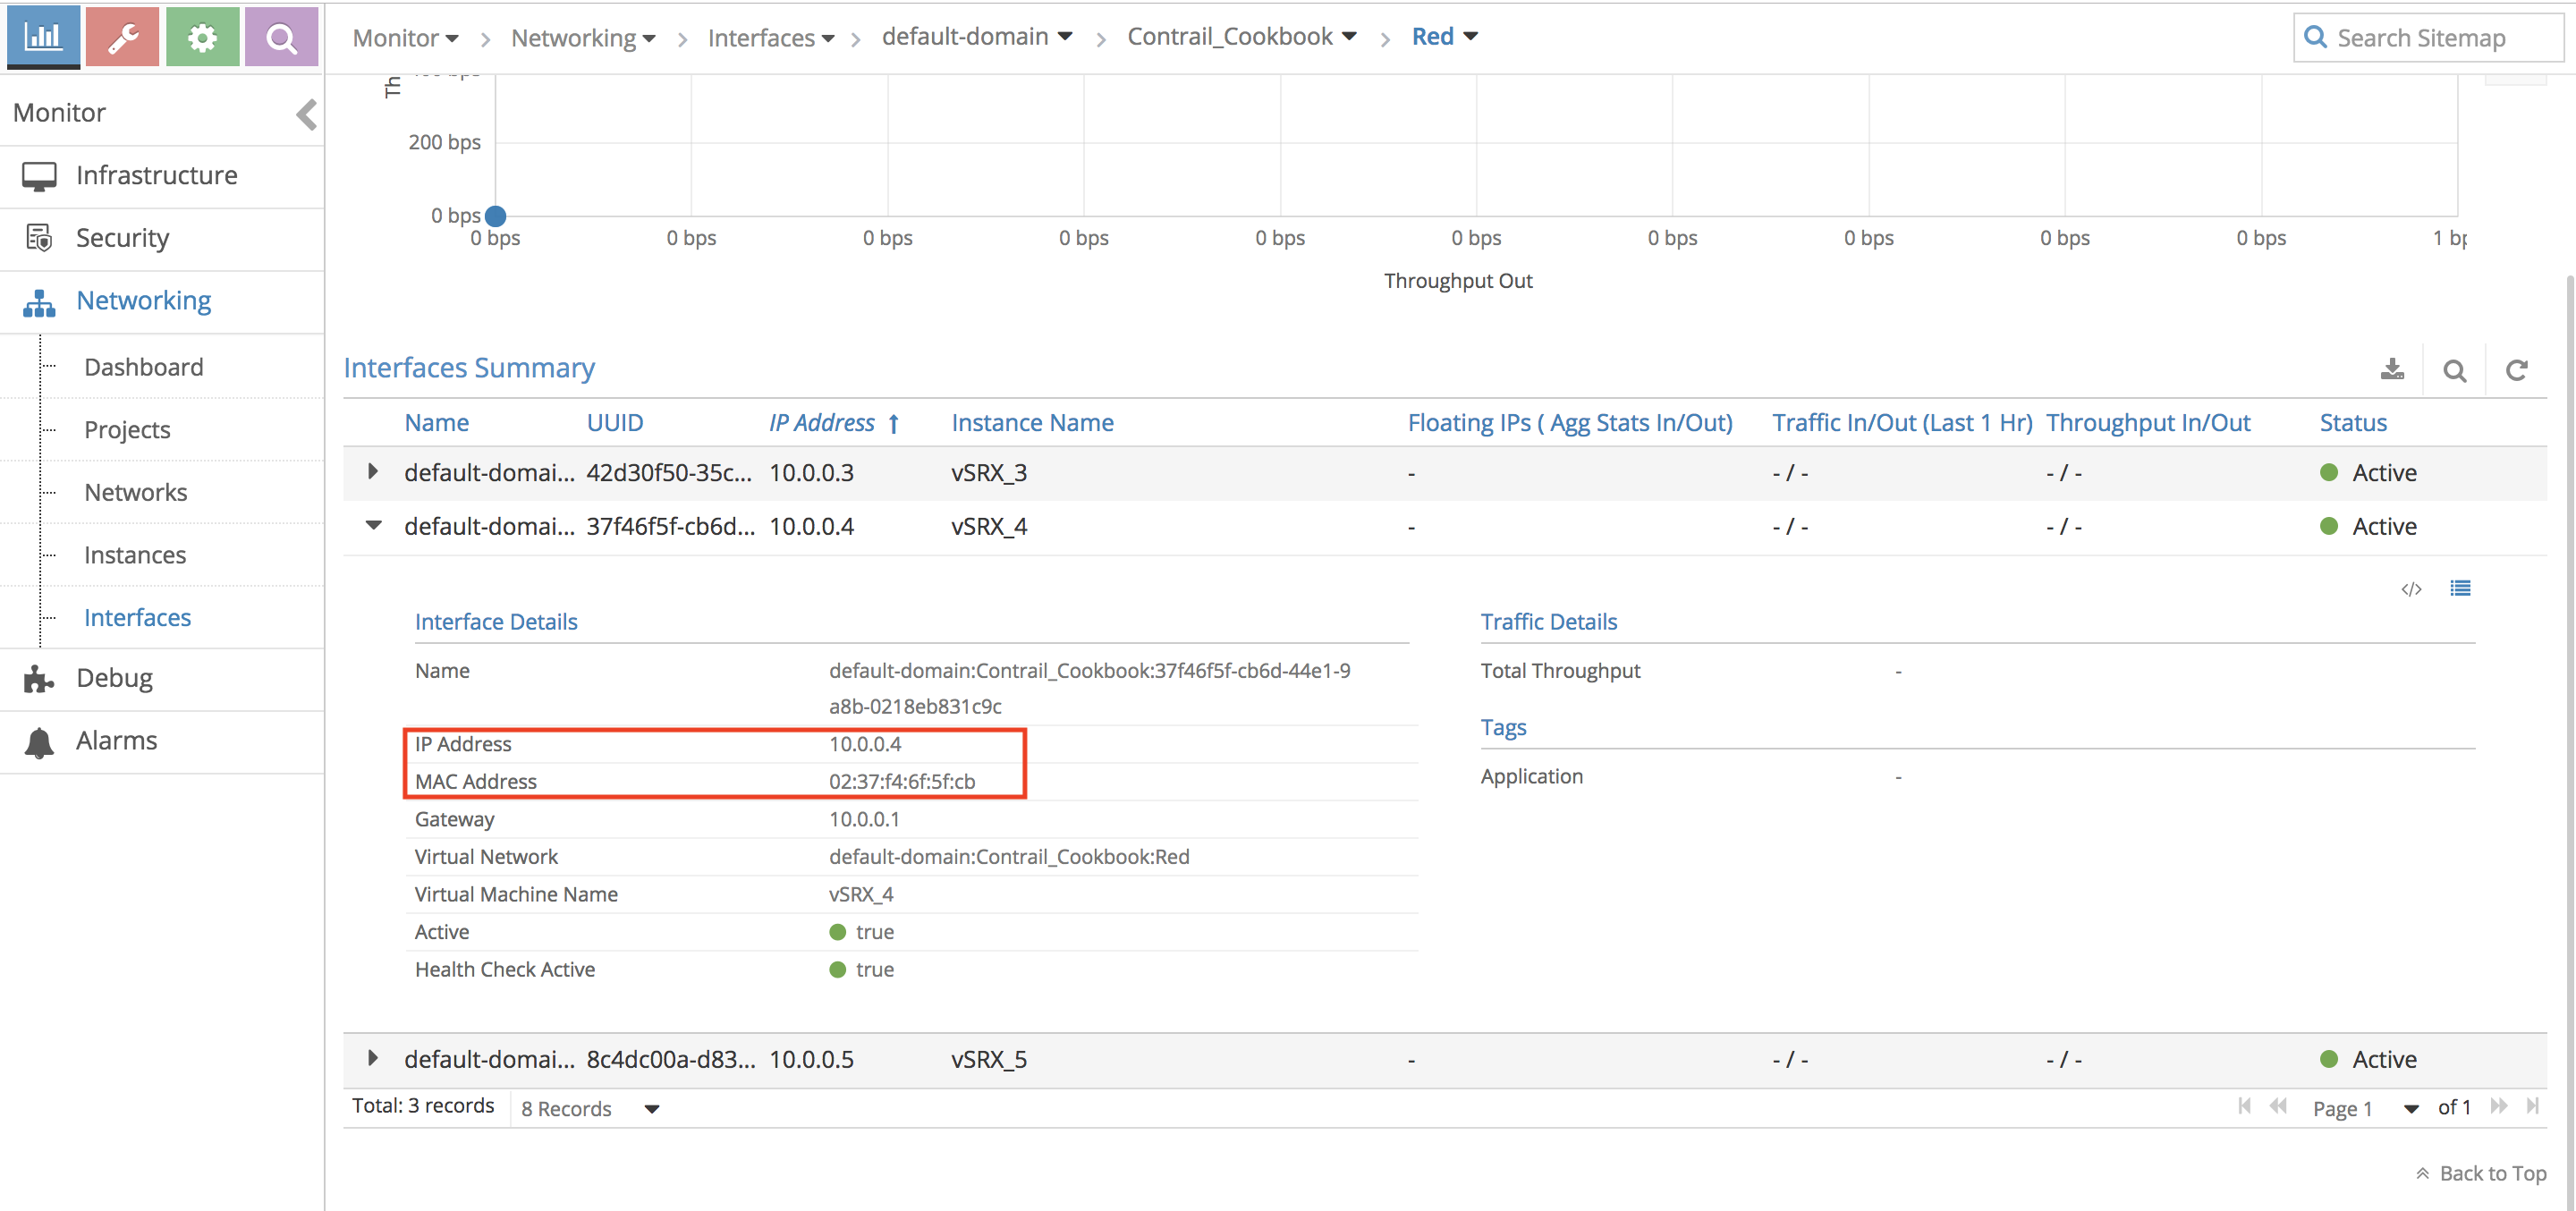 Monitor Networking Interfaces default-domain Contrail_Cookbook Red Search Sitemap
Monitor
Infrastructure
Security
Networking
Dashboard
Projects
Networks
Instances
Interfaces
Debug
Alarms
200 bps
0 bps
0 bps 0 bps 0 bps 0 bps 0 bps 0 bps 0 bps 0 bps 0 bps 0 bps 1 bp
Throughput Out
Interfaces Summary
Name UUID IP Address ↑ Instance Name Floating IPs ( Agg Stats In/Out) Traffic In/Out (Last 1 Hr) Throughput In/Out Status
default-domai... 42d30f50-35c... 10.0.0.3 vSRX_3 - - / - - / - Active
default-domai... 37f46f5f-cb6d... 10.0.0.4 vSRX_4 - - / - - / - Active
</>
Interface Details
Name default-domain:Contrail_Cookbook:37f46f5f-cb6d-44e1-9
a8b-0218eb831c9c
IP Address 10.0.0.4
MAC Address 02:37:f4:6f:5f:cb
Gateway 10.0.0.1
Virtual Network default-domain:Contrail_Cookbook:Red
Virtual Machine Name vSRX_4
Active true
Health Check Active true
Traffic Details
Total Throughput -
Tags
Application -
default-domai... 8c4dc00a-d83... 10.0.0.5 vSRX_5 - - / - - / - Active
Total: 3 records 8 Records Page 1 of 1
Back to Top